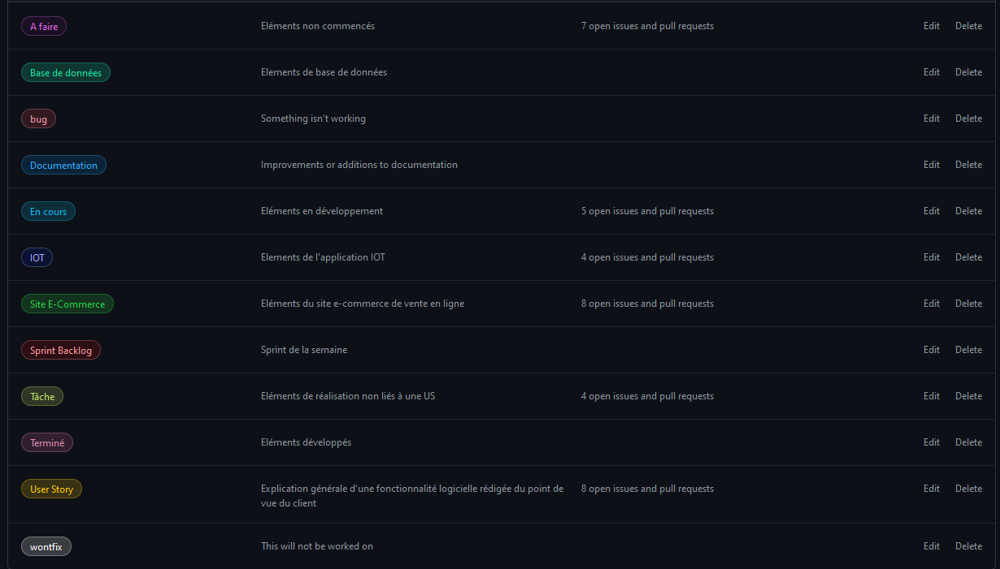 A faire Eléments non commencés 7 open issues and pull requests Edit Delete
Base de données Elements de base de données Edit Delete
bug Something isn't working Edit Delete
Documentation Improvements or additions to documentation Edit Delete
En cours Eléments en développement 5 open issues and pull requests Edit Delete
IOT Elements de l'application IOT 4 open issues and pull requests Edit Delete
Site E-Commerce Eléments du site e-commerce de vente en ligne 8 open issues and pull requests Edit Delete
Sprint Backlog Sprint de la semaine Edit Delete
Tâche Eléments de réalisation non liés à une US 4 open issues and pull requests Edit Delete
Terminé Eléments développés Edit Delete
User Story Explication générale d'une fonctionnalité logicielle rédigée du point de 8 open issues and pull requests Edit Delete
vue du client
wontfix This will not be worked on Edit Delete